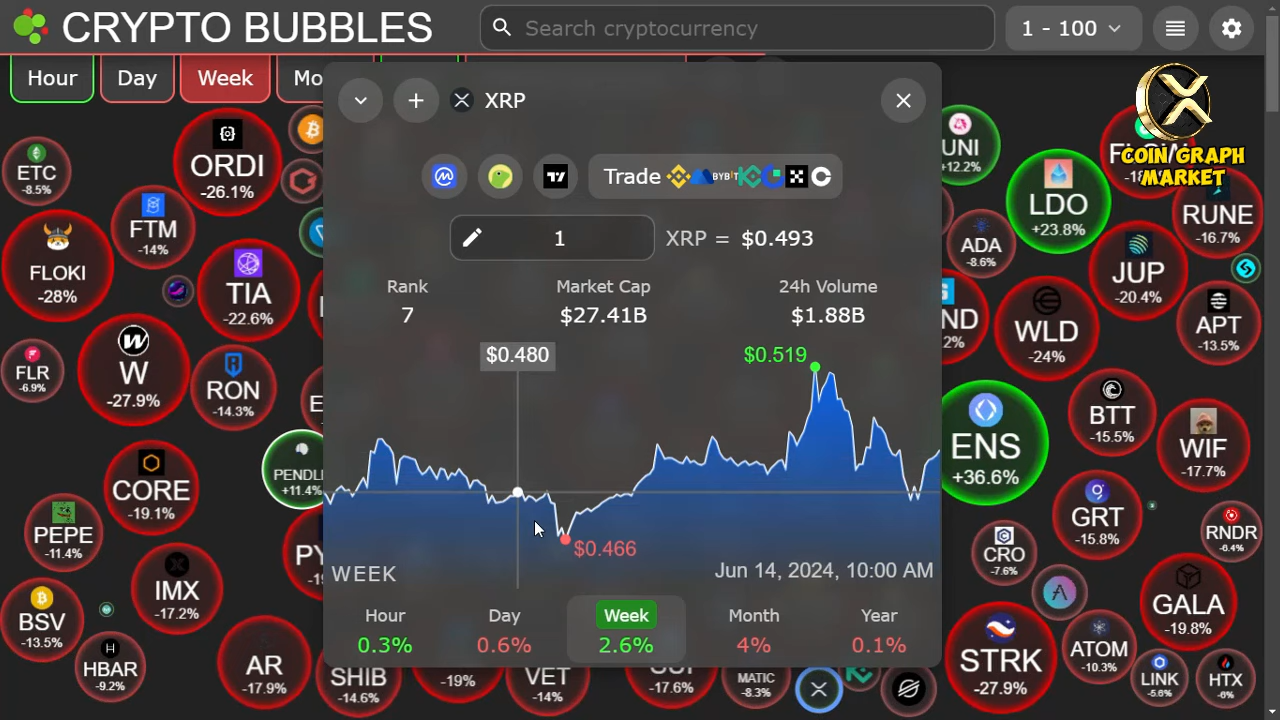 CRYPTO BUBBLES
Search cryptocurrency
1 - 100
Hour
Day
Week
XRP
COIN GRAPH
MARKET
Trade
BYBIT
1
XRP = $0.493
Rank
Market Cap
24h Volume
7
$27.41B
$1.88B
$0.480
$0.519
$0.466
WEEK
Jun 14, 2024, 10:00 AM
Hour
Day
Week
Month
Year
0.3%
0.6%
2.6%
4%
0.1%
ETC
-8.5%
ORDI
-26.1%
FTM
-14%
FLOKI
-28%
TIA
-22.6%
FLR
-6.9%
W
-27.9%
RON
-14.3%
PENDLE
+11.4%
CORE
-19.1%
PEPE
-11.4%
IMX
-17.2%
BSV
-13.5%
HBAR
-9.2%
AR
-17.9%
SHIB
-14.6%
-19%
VET
-14%
-17.6%
MATIC
-8.3%
UNI
+12.2%
LDO
+23.8%
FLOW
RUNE
-16.7%
ADA
-8.6%
JUP
-20.4%
WLD
-24%
APT
-13.5%
ENS
+36.6%
BTT
-15.5%
WIF
-17.7%
GRT
-15.8%
RNDR
-6.4%
CRO
-7.6%
GALA
-19.8%
STRK
-27.9%
ATOM
-10.3%
LINK
-5.6%
HTX
-6%